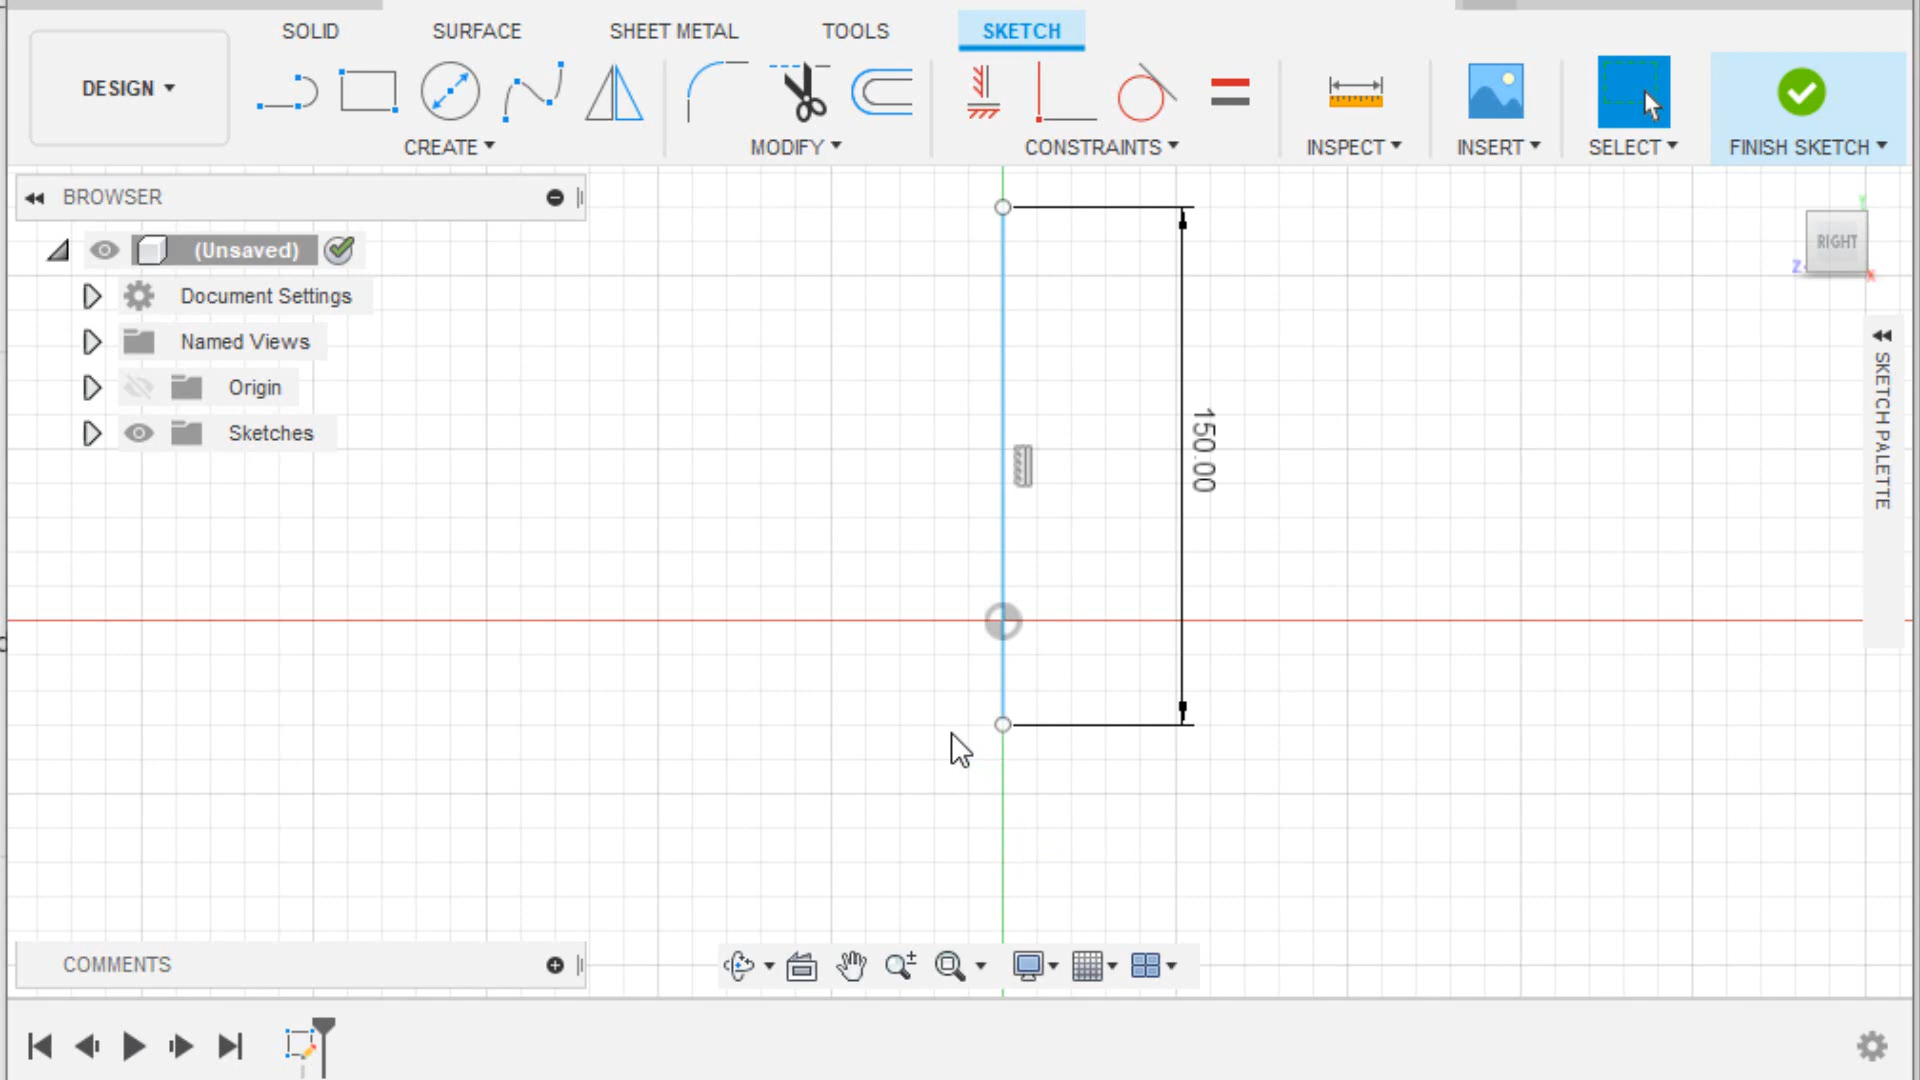 SOLID SURFACE SHEET METAL TOOLS SKETCH
DESIGN
CREATE MODIFY CONSTRAINTS INSPECT INSERT SELECT FINISH SKETCH
BROWSER
(Unsaved)
Document Settings
Named Views
Origin
Sketches
150.00
Y
RIGHT
Z
X
SKETCH PALETTE
COMMENTS